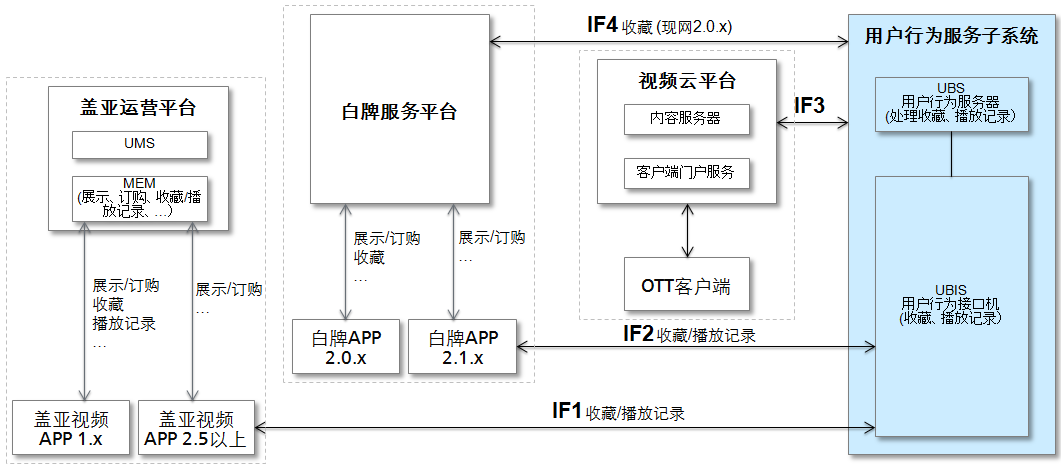 盖亚运营平台
UMS
MEM
(展示、订购、收藏/播
放记录、…)
展示/订购
收藏
播放记录
…
展示/订购
…
盖亚视频
APP 1.x
盖亚视频
APP 2.5以上
白牌服务平台
展示/订购
收藏
…
展示/订购
…
白牌APP
2.0.x
白牌APP
2.1.x
IF4 收藏 (现网2.0.x)
视频云平台
内容服务器
客户端门户服务
OTT客户端
IF3
IF2 收藏/播放记录
IF1 收藏/播放记录
用户行为服务子系统
UBS
用户行为服务器
(处理收藏、播放记录)
UBIS
用户行为接口机
(收藏、播放记录)